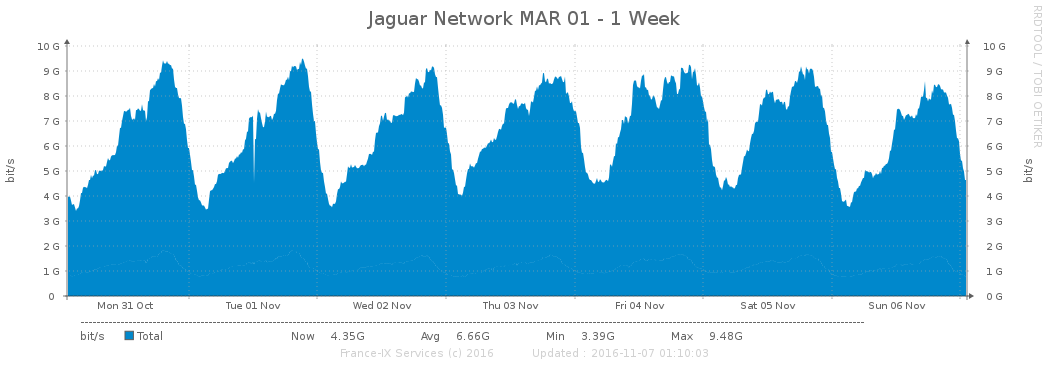 Jaguar Network MAR 01 - 1 Week
RRDTOOL / TOBI OETIKER
10 G 10 G
9 G 9 G
8 G 8 G
7 G 7 G
6 G 6 G
5 G 5 G
4 G 4 G
3 G 3 G
2 G 2 G
1 G 1 G
0 0 G
bit/s bit/s
Mon 31 Oct Tue 01 Nov Wed 02 Nov Thu 03 Nov Fri 04 Nov Sat 05 Nov Sun 06 Nov
bit/s Total Now 4.35G Avg 6.66G Min 3.39G Max 9.48G
France-IX Services (c) 2016 Updated : 2016-11-07 01:10:03